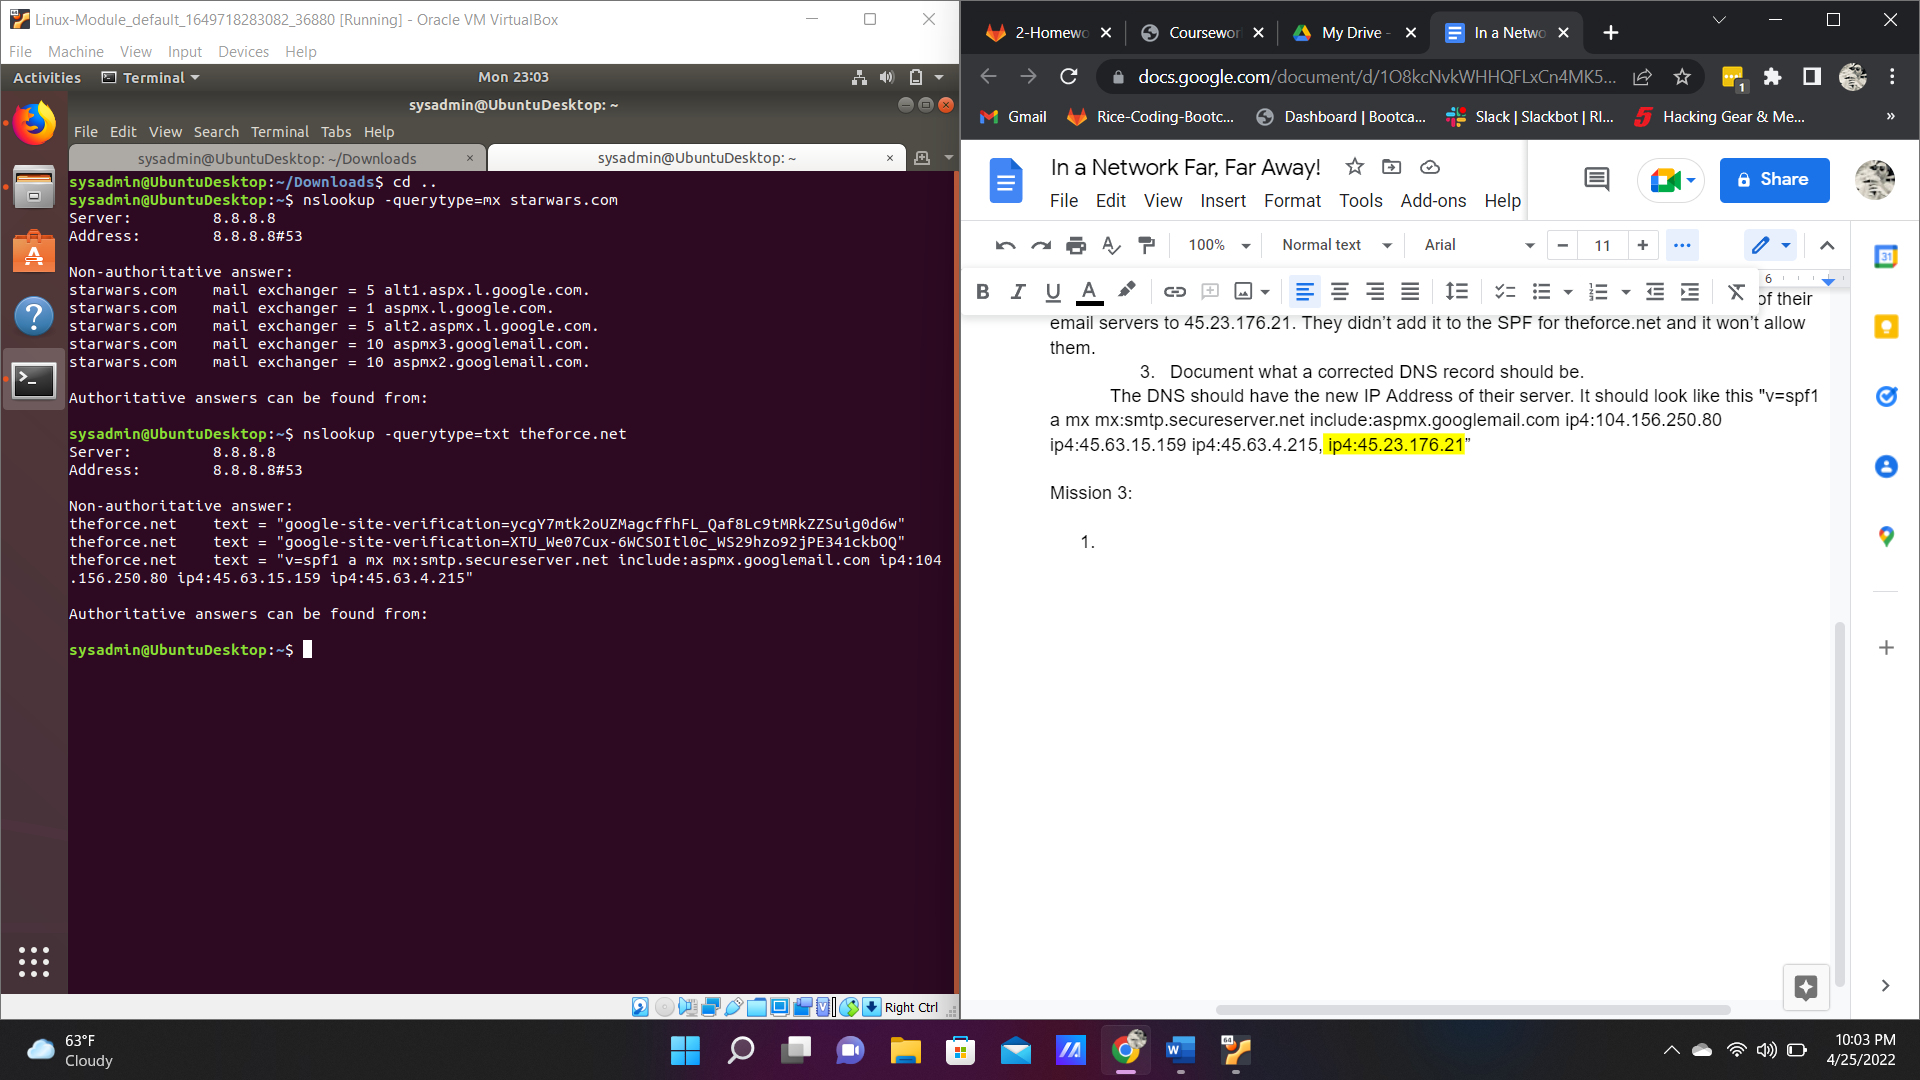 Linux-Module_default_1649718283082_36880 [Running] - Oracle VM VirtualBox
File Machine View Input Devices Help
Activities Terminal Mon 23:03
sysadmin@UbuntuDesktop: ~
File Edit View Search Terminal Tabs Help
sysadmin@UbuntuDesktop: ~/Downloads × sysadmin@UbuntuDesktop: ~ ×
sysadmin@UbuntuDesktop:~/Downloads$ cd ..
sysadmin@UbuntuDesktop:~$ nslookup -querytype=mx starwars.com
Server: 8.8.8.8
Address: 8.8.8.8#53
Non-authoritative answer:
starwars.com mail exchanger = 5 alt1.aspx.l.google.com.
starwars.com mail exchanger = 1 aspmx.l.google.com.
starwars.com mail exchanger = 5 alt2.aspmx.l.google.com.
starwars.com mail exchanger = 10 aspmx3.googlemail.com.
starwars.com mail exchanger = 10 aspmx2.googlemail.com.
Authoritative answers can be found from:
sysadmin@UbuntuDesktop:~$ nslookup -querytype=txt theforce.net
Server: 8.8.8.8
Address: 8.8.8.8#53
Non-authoritative answer:
theforce.net text = "google-site-verification=ycgY7mtk2oUZMagcffhFL_Qaf8Lc9tMRkZZSuig0d6w"
theforce.net text = "google-site-verification=XTU_We07Cux-6WCSOItl0c_WS29hzo92jPE341ckbOQ"
theforce.net text = "v=spf1 a mx mx:smtp.secureserver.net include:aspmx.googlemail.com ip4:104
.156.250.80 ip4:45.63.15.159 ip4:45.63.4.215"
Authoritative answers can be found from:
sysadmin@UbuntuDesktop:~$
Right Ctrl
2-Homewo Coursewor My Drive - In a Netwo
docs.google.com/document/d/1O8kcNvkWHHQFLxCn4MK5...
1
Gmail Rice-Coding-Bootc... Dashboard | Bootca... Slack | Slackbot | RI... Hacking Gear & Me... »
In a Network Far, Far Away!
Share
File Edit View Insert Format Tools Add-ons Help
100% Normal text Arial 11
B I U A
6
31
of their
email servers to 45.23.176.21. They didn’t add it to the SPF for theforce.net and it won’t allow
them.
3. Document what a corrected DNS record should be.
The DNS should have the new IP Address of their server. It should look like this "v=spf1
a mx mx:smtp.secureserver.net include:aspmx.googlemail.com ip4:104.156.250.80
ip4:45.63.15.159 ip4:45.63.4.215, ip4:45.23.176.21”
Mission 3:
1.
63°F
Cloudy
10:03 PM
4/25/2022